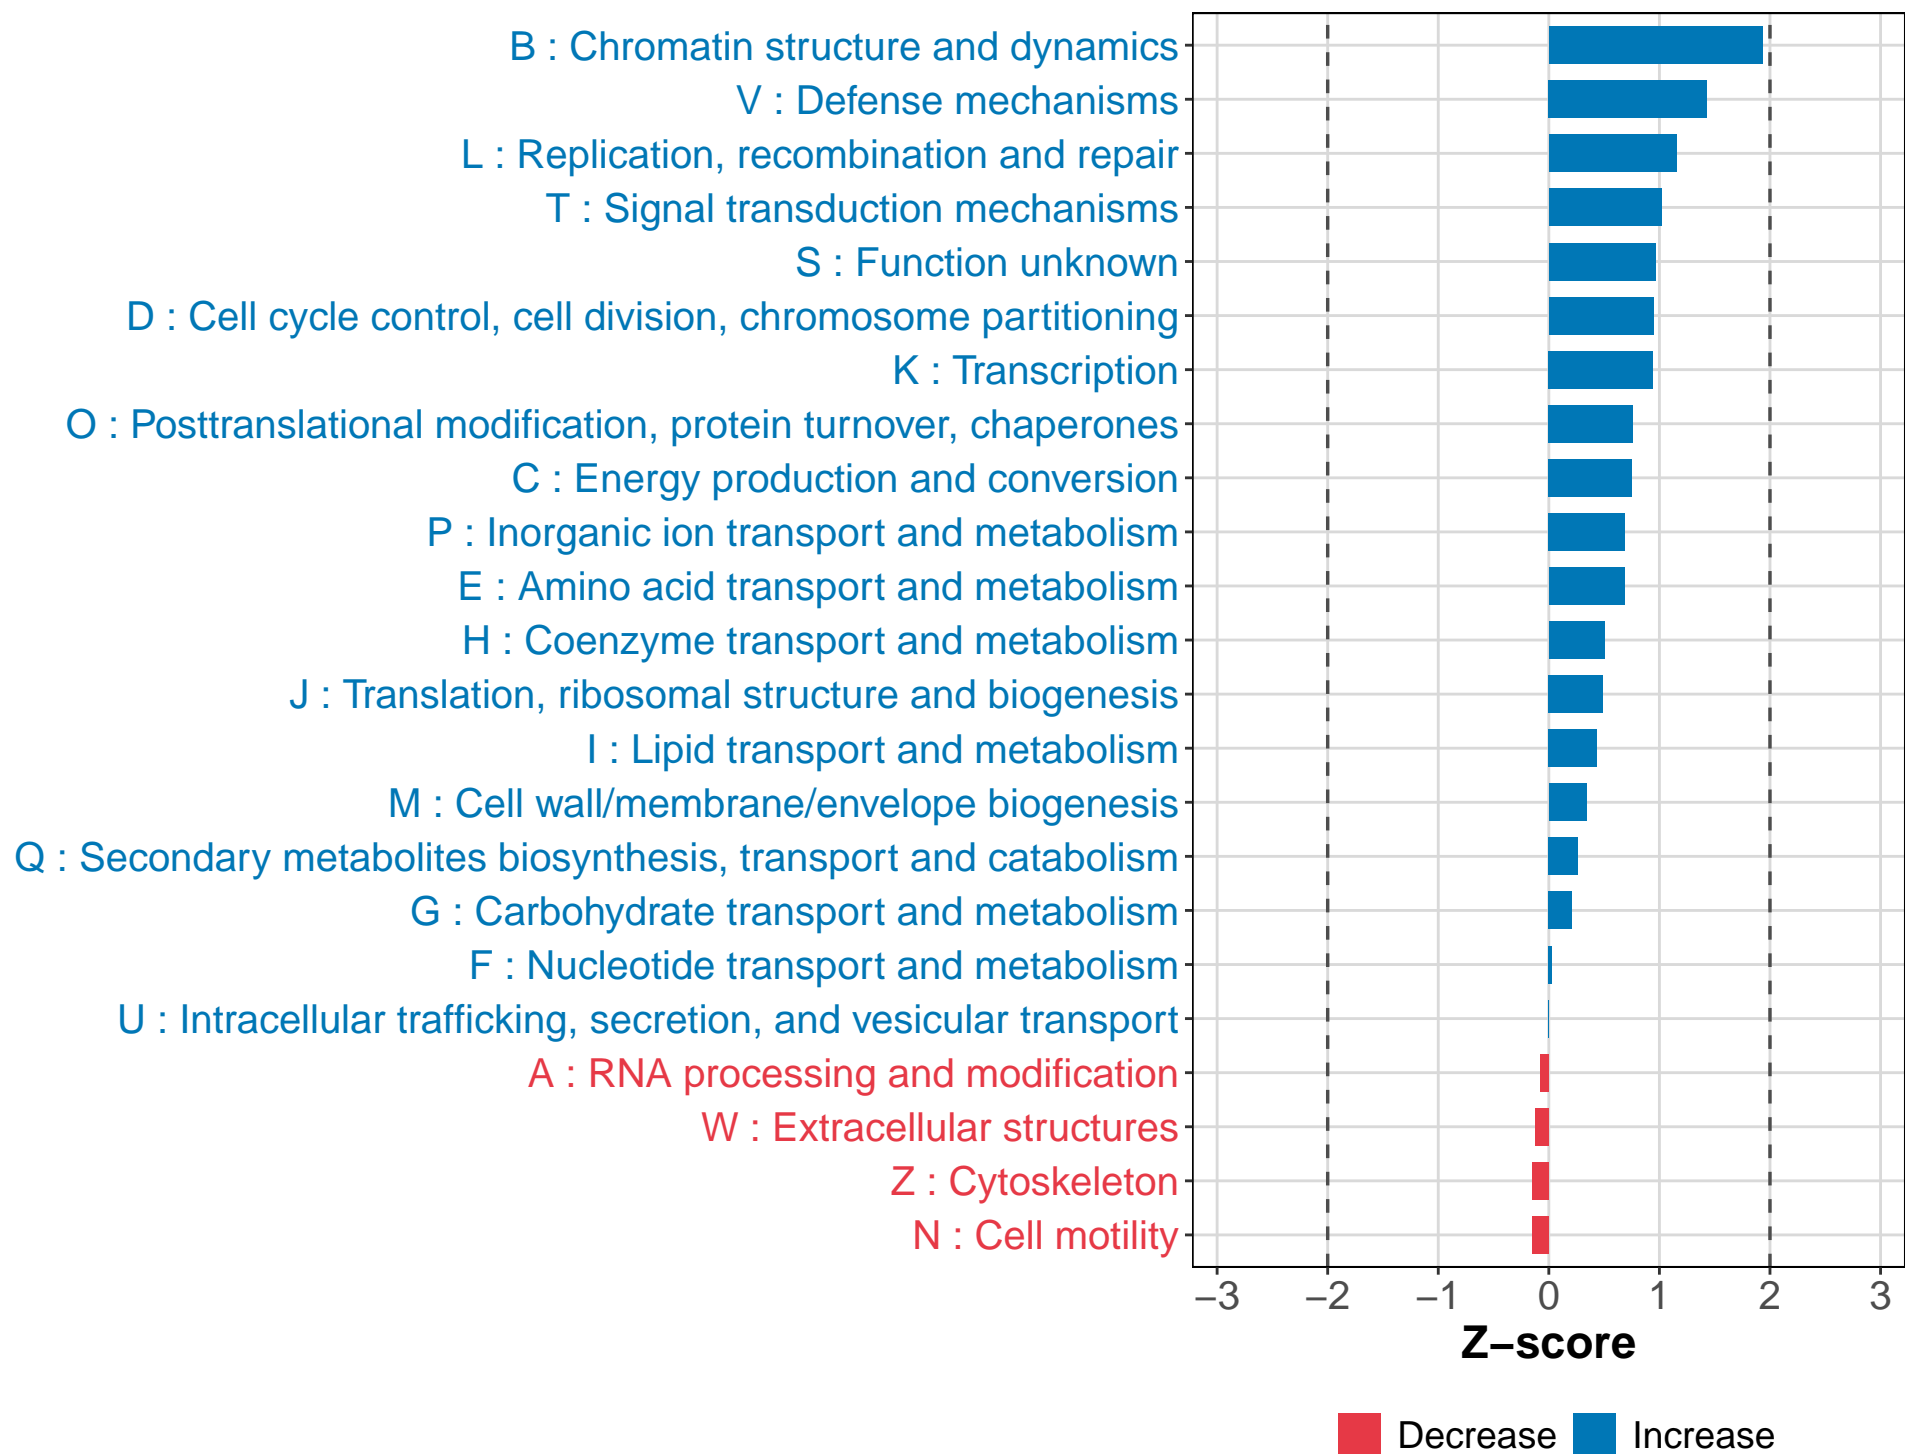 B : Chromatin structure and dynamics
V : Defense mechanisms
L : Replication, recombination and repair
T : Signal transduction mechanisms
S : Function unknown
D : Cell cycle control, cell division, chromosome partitioning
K : Transcription
O : Posttranslational modification, protein turnover, chaperones
C : Energy production and conversion
P : Inorganic ion transport and metabolism
E : Amino acid transport and metabolism
H : Coenzyme transport and metabolism
J : Translation, ribosomal structure and biogenesis
I : Lipid transport and metabolism
M : Cell wall/membrane/envelope biogenesis
Q : Secondary metabolites biosynthesis, transport and catabolism
G : Carbohydrate transport and metabolism
F : Nucleotide transport and metabolism
U : Intracellular trafficking, secretion, and vesicular transport
A : RNA processing and modification
W : Extracellular structures
Z : Cytoskeleton
N : Cell motility
−3 −2 −1 0 1 2 3
Z−score
Decrease Increase